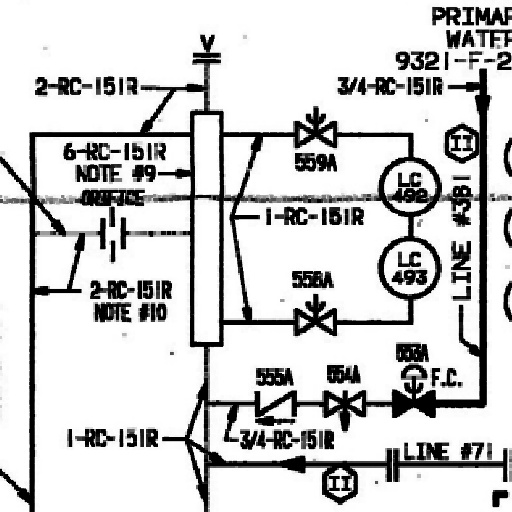 PRIMAR
WATER
9321-F-2
V
2-RC-151R
3/4-RC-151R
6-RC-151R
NOTE #9
ORIFICE
559A
II
LC
492
1-RC-151R
LINE #381
LC
493
2-RC-151R
NOTE #10
558A
553A
555A
554A
F.C.
1-RC-151R
3/4-RC-151R
LINE #71
II